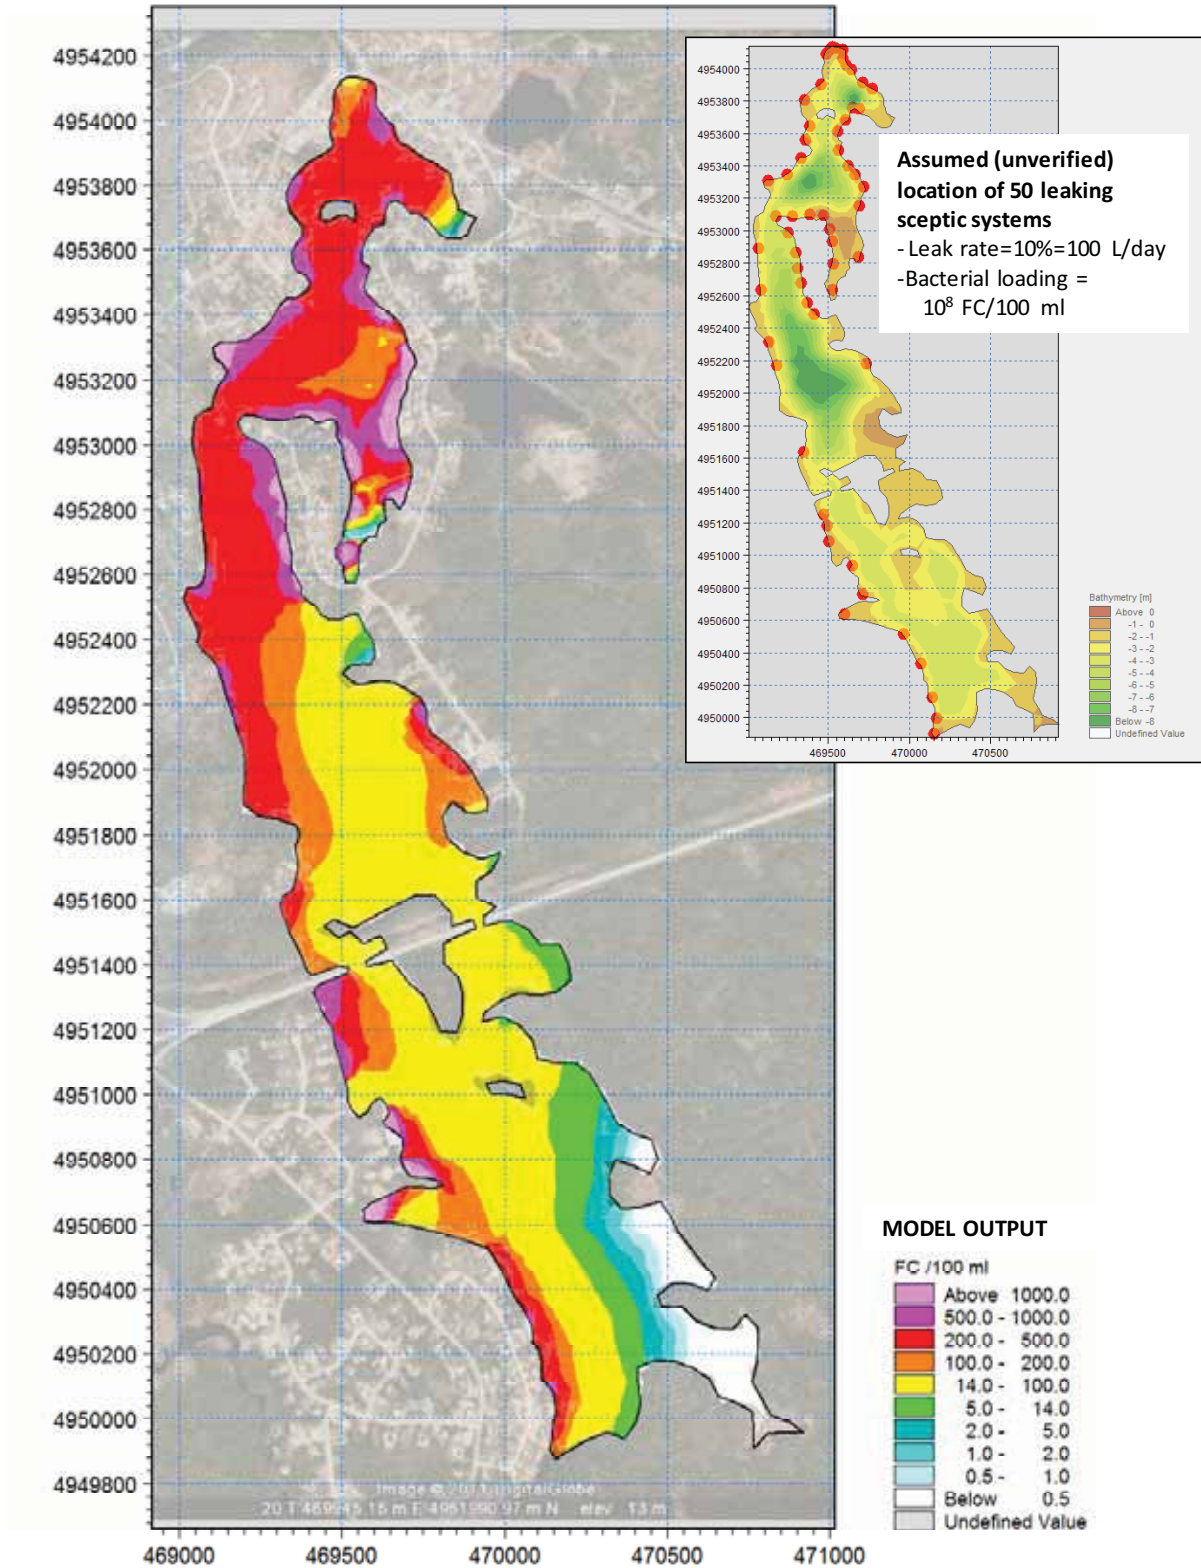 4954200
4954000
4953800
4953600
4953400
4953200
4953000
4952800
4952600
4952400
4952200
4952000
4951800
4951600
4951400
4951200
4951000
4950800
4950600
4950400
4950200
4950000
4949800
469000 469500 470000 470500 471000
4954000
4953800
4953600
4953400
4953200
4953000
4952800
4952600
4952400
4952200
4952000
4951800
4951600
4951400
4951200
4951000
4950800
4950600
4950400
4950200
4950000
469500 470000 470500
Assumed (unverified)
location of 50 leaking
sceptic systems
- Leak rate=10%=100 L/day
-Bacterial loading =
10⁸ FC/100 ml
Bathymetry [m]
Above 0
-1 - 0
-2 - -1
-3 - -2
-4 - -3
-5 - -4
-6 - -5
-7 - -6
-8 - -7
Below -8
Undefined Value
MODEL OUTPUT
FC /100 ml
Above 1000.0
500.0 - 1000.0
200.0 - 500.0
100.0 - 200.0
14.0 - 100.0
5.0 - 14.0
2.0 - 5.0
1.0 - 2.0
0.5 - 1.0
Below 0.5
Undefined Value
Image © 2011 DigitalGlobe
20 T m E m N elev 13 m